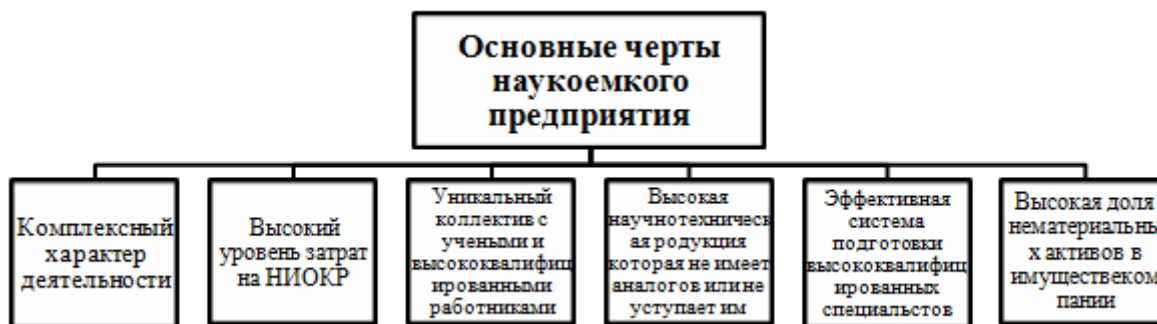 Основные черты
наукоемкого
предприятия
Комплексный
характер
деятельности
Высокий
уровень затрат
на НИОКР
Уникальный
коллектив с
учеными и
высококвалифиц
ированными
работниками
Высокая
научнотехническ
ая родукция
которая не имеет
аналогов или не
уступает им
Эффективная
система
подготовки
высококвалифиц
ированных
специальстов
Высокая доля
нематериальны
х активов в
имуществеком
пании